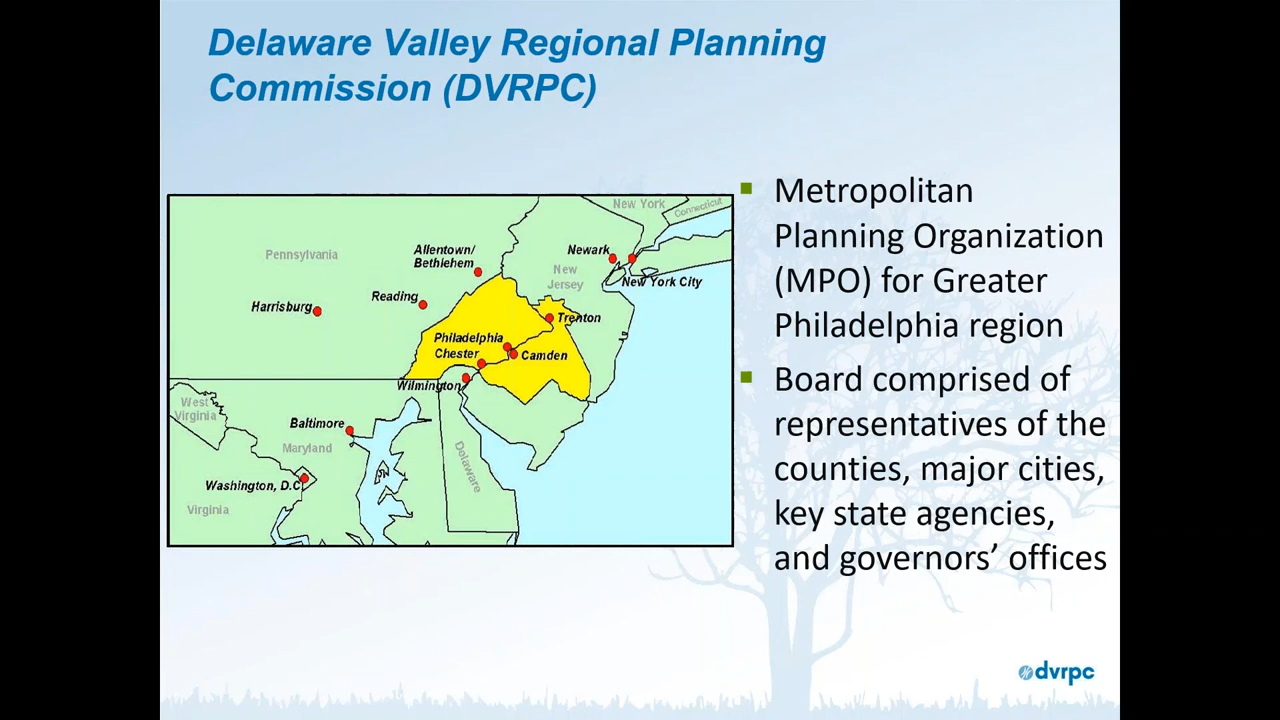 Delaware Valley Regional Planning
Commission (DVRPC)
New York
Connecticut
Pennsylvania
Allentown/
Bethlehem
Newark
New
Jersey
New York City
Reading
Harrisburg
Trenton
Philadelphia
Chester
Camden
Wilmington
West
Virginia
Baltimore
Maryland
Delaware
Washington, D.C
Virginia
Metropolitan
Planning Organization
(MPO) for Greater
Philadelphia region
Board comprised of
representatives of the
counties, major cities,
key state agencies,
and governors’ offices
dvrpc